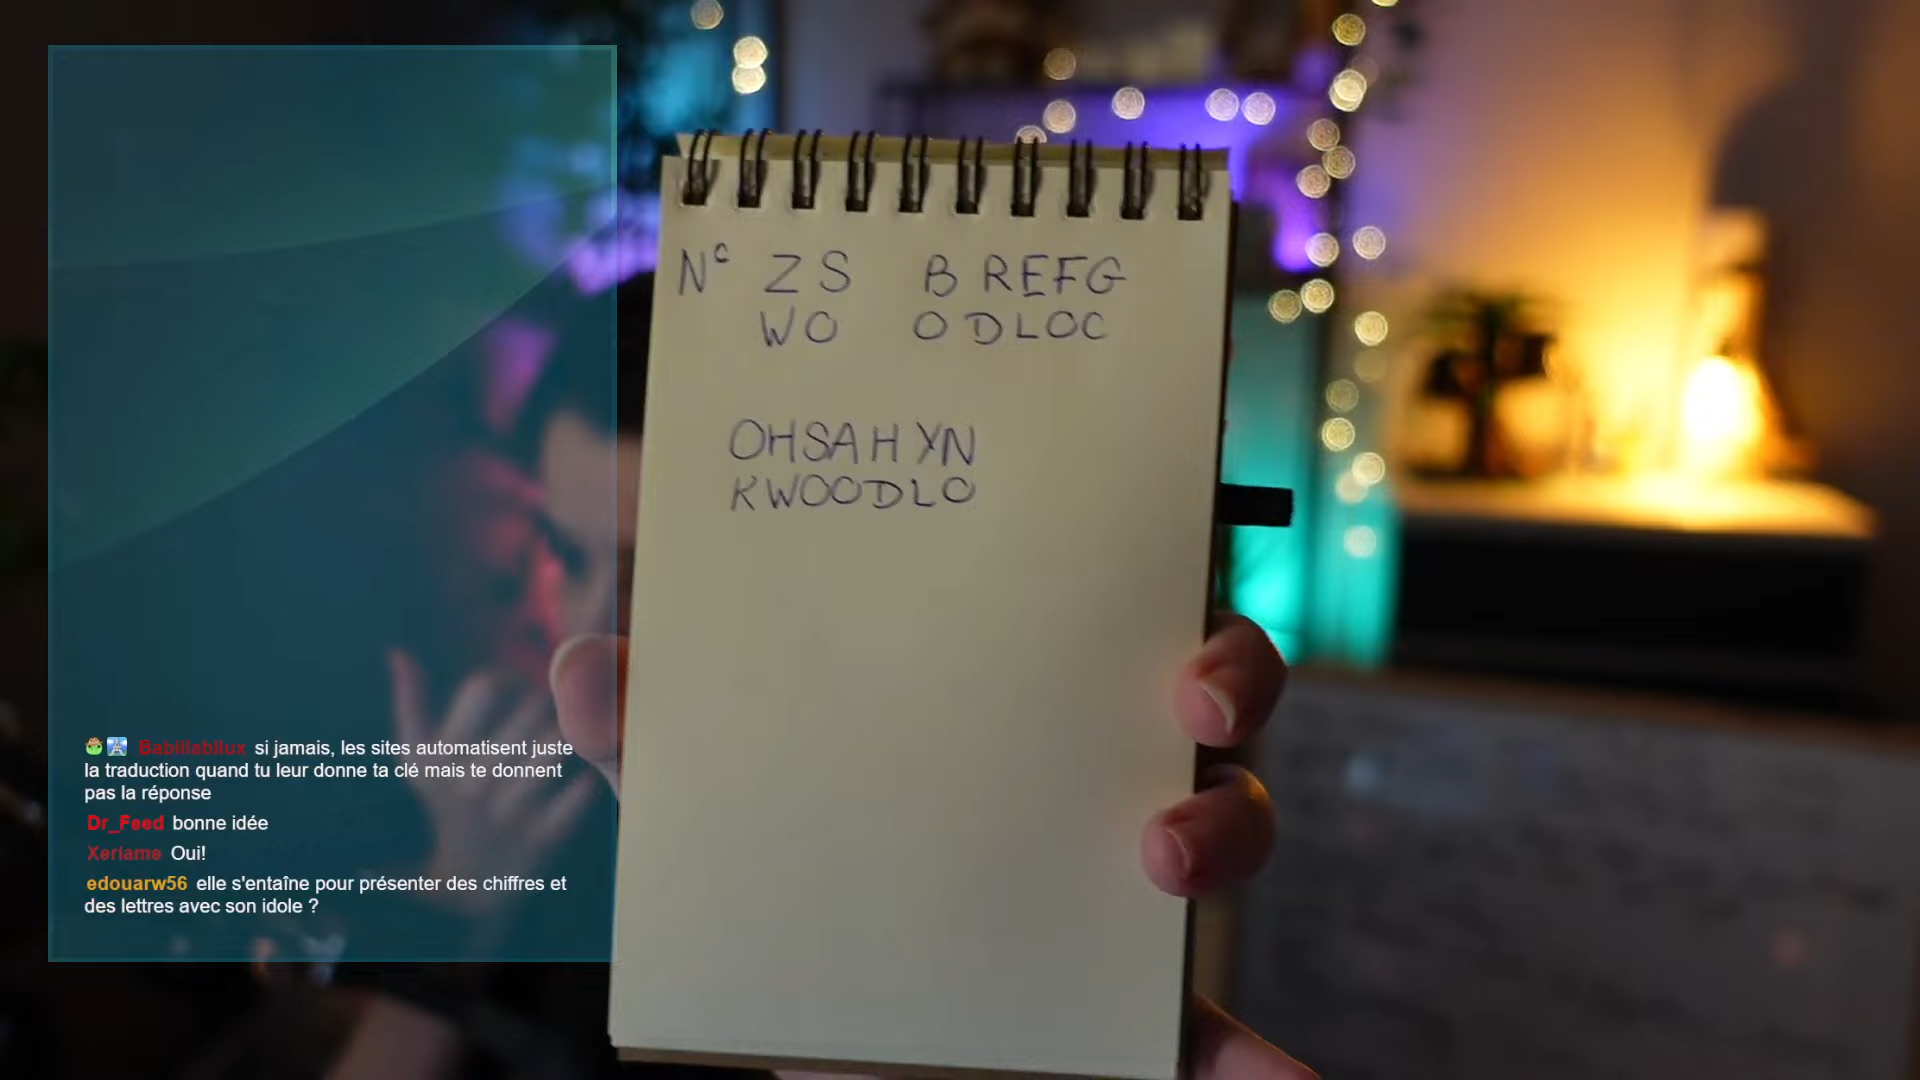 Nᶜ ZS BREFG
WO ODLOC
OHSAHYN
KWOODLO
Babillabilux si jamais, les sites automatisent juste
la traduction quand tu leur donne ta clé mais te donnent
pas la réponse
Dr_Feed bonne idée
Xerlame Oui!
edouarw56 elle s'entaîne pour présenter des chiffres et
des lettres avec son idole ?